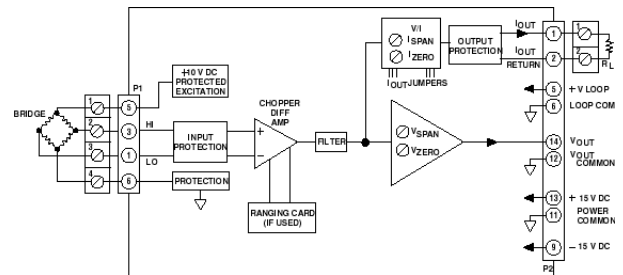 V/I
ISPAN
IZERO
IOUT JUMPERS
OUTPUT
PROTECTION
IOUT
1
1
IOUT
RETURN
2
2
RL
P1
+10 V DC
PROTECTED
EXCITATION
5
+V LOOP
6
LOOP COM
BRIDGE
1
5
2
3
HI
INPUT
PROTECTION
3
1
LO
4
6
PROTECTION
CHOPPER
DIFF
AMP
+
−
FILTER
RANGING CARD
(IF USED)
VSPAN
VZERO
14
VOUT
12
VOUT
COMMON
13
+ 15 V DC
11
POWER
COMMON
9
− 15 V DC
P2